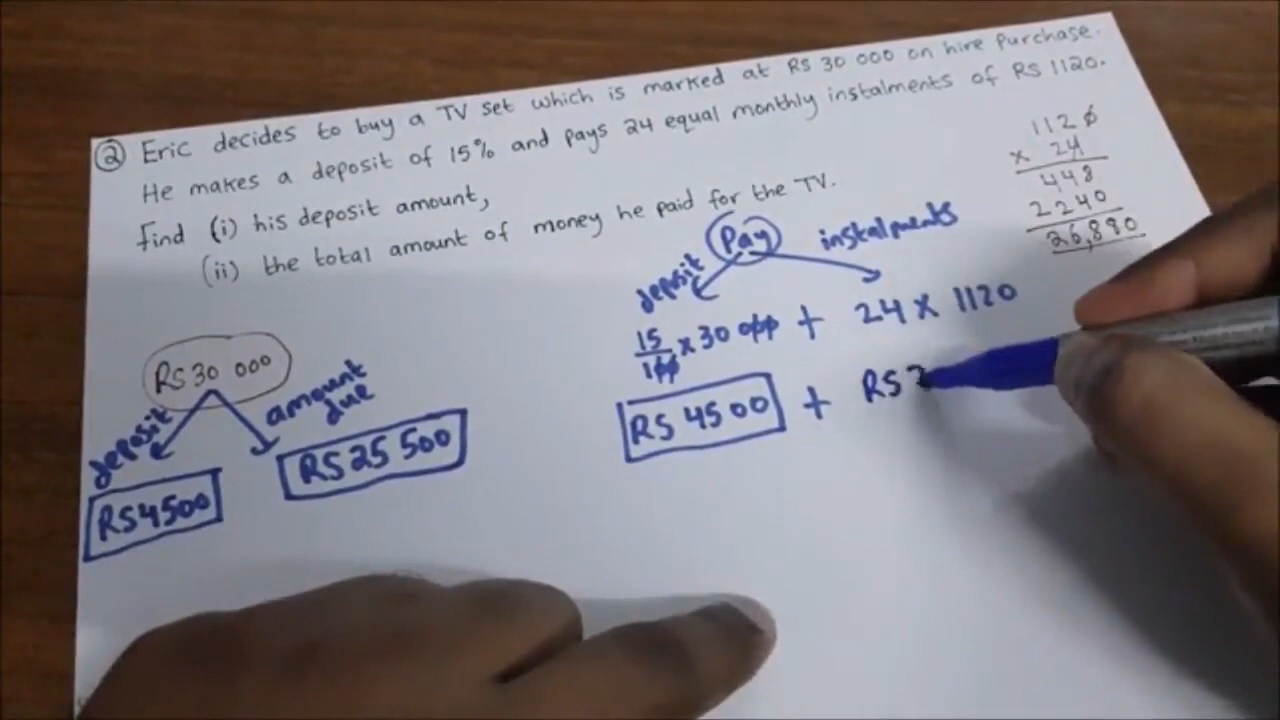 ② Eric decides to buy a TV set which is marked at RS 30 000 on hire purchase.
He makes a deposit of 15% and pays 24 equal monthly instalments of RS 1120.
Find (i) his deposit amount,
(ii) the total amount of money he paid for the TV.
1120
× 24
448
2240
26,880
Pay
deposit
instalments
15/100 × 30 000 + 24 × 1120
RS 4500 + RS 2
RS 30 000
deposit
amount due
RS 4500
RS 25 500